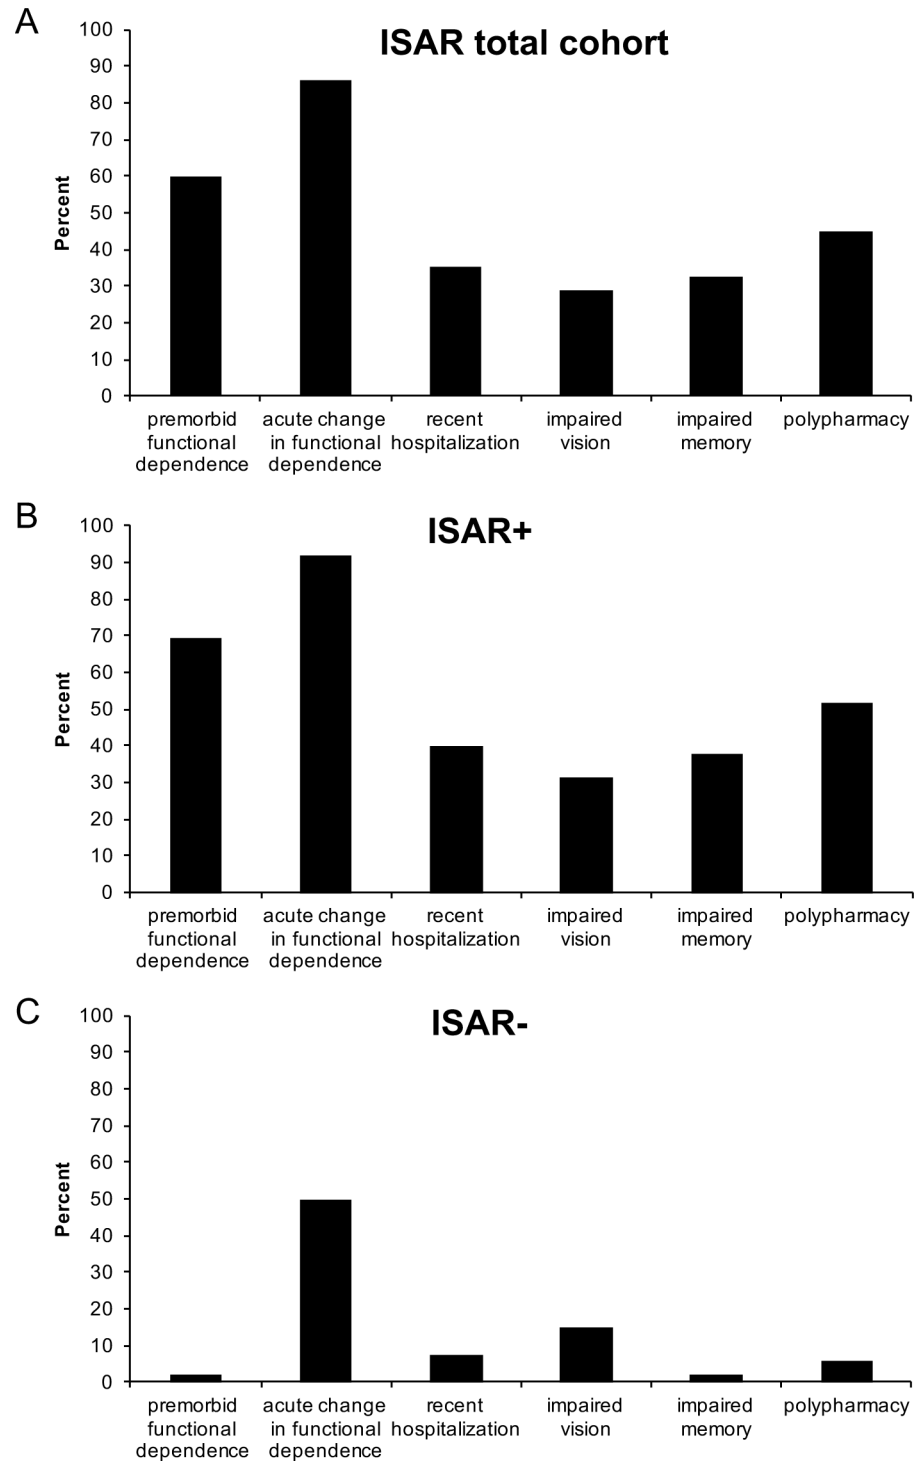 A
ISAR total cohort
Percent
100
90
80
70
60
50
40
30
20
10
0
premorbid
functional
dependence
acute change
in functional
dependence
recent
hospitalization
impaired
vision
impaired
memory
polypharmacy
B
ISAR+
Percent
100
90
80
70
60
50
40
30
20
10
0
premorbid
functional
dependence
acute change
in functional
dependence
recent
hospitalization
impaired
vision
impaired
memory
polypharmacy
C
ISAR-
Percent
100
90
80
70
60
50
40
30
20
10
0
premorbid
functional
dependence
acute change
in functional
dependence
recent
hospitalization
impaired
vision
impaired
memory
polypharmacy